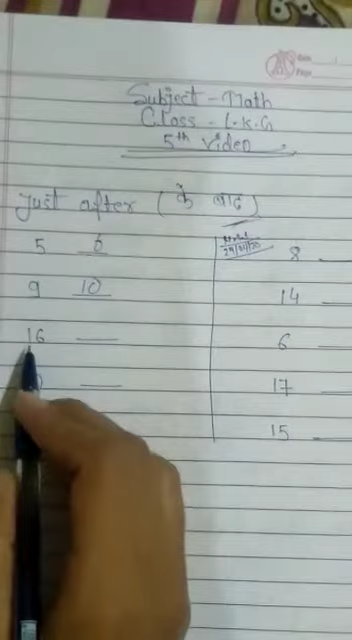 Subject - Math
Class - L.K.G
5th video
Just after ( के बाद )
5 6
9 10
16
8
14
6
17
15